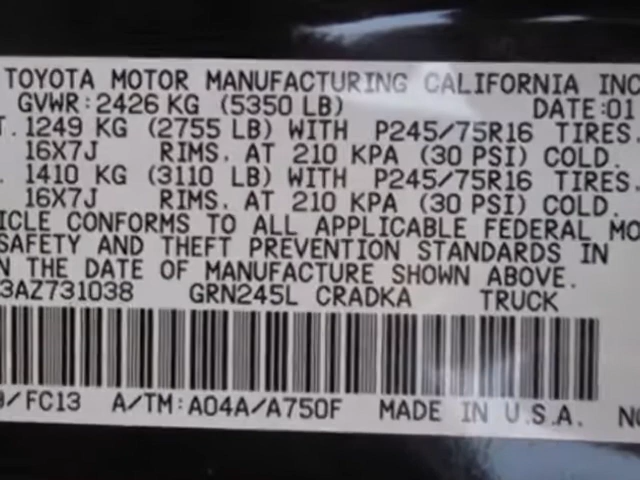 TOYOTA MOTOR MANUFACTURING CALIFORNIA INC
GVWR: 2426 KG (5350 LB) DATE: 01
T. 1249 KG (2755 LB) WITH P245/75R16 TIRES.
16X7J RIMS. AT 210 KPA (30 PSI) COLD.
. 1410 KG (3110 LB) WITH P245/75R16 TIRES.
16X7J RIMS. AT 210 KPA (30 PSI) COLD.
ICLE CONFORMS TO ALL APPLICABLE FEDERAL MO
SAFETY AND THEFT PREVENTION STANDARDS IN
N THE DATE OF MANUFACTURE SHOWN ABOVE.
3AZ731038 GRN245L CRADKA TRUCK
/FC13 A/TM: A04A/A750F MADE IN U.S.A. NO